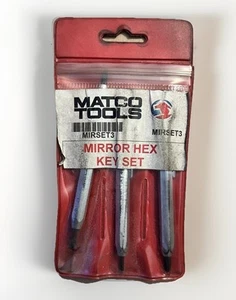 MATCO
TOOLS
MIRSET3
MIRSET3
MIRROR HEX
KEY SET